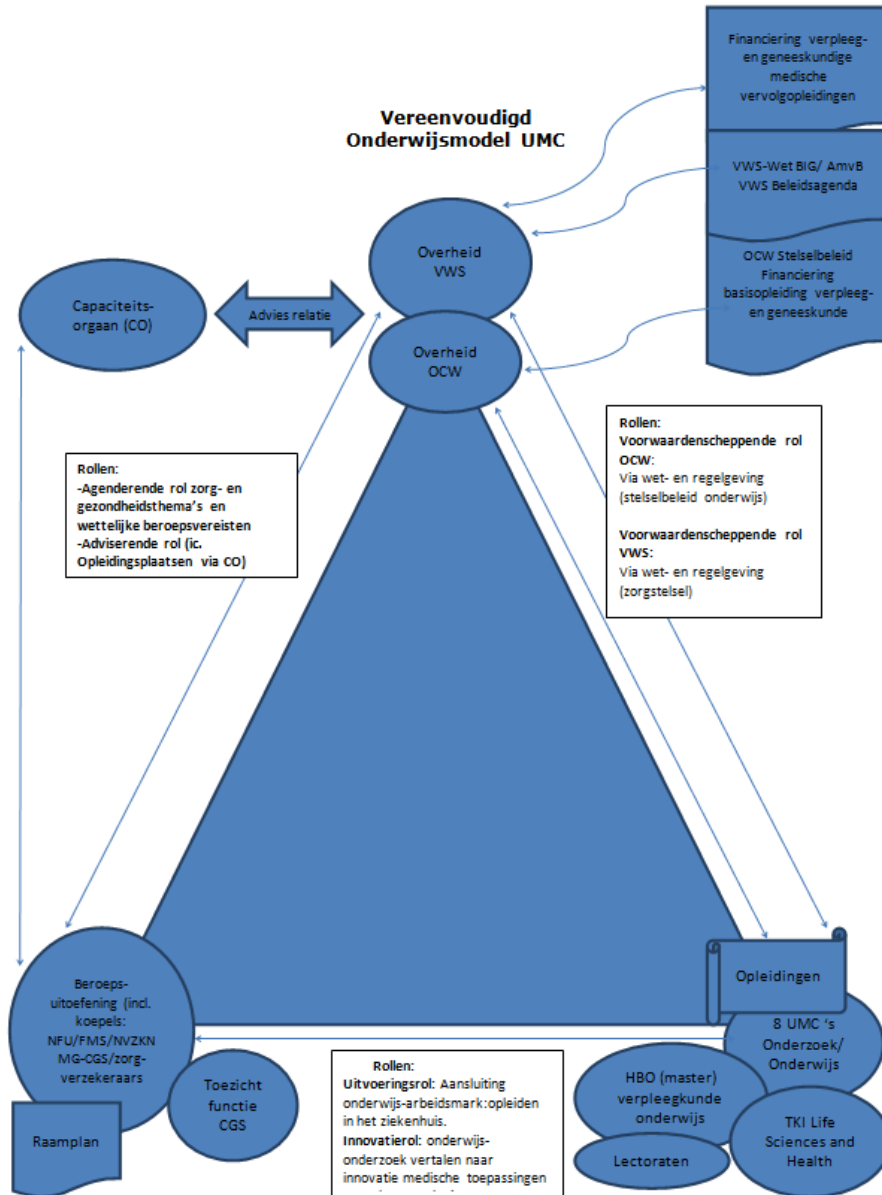 Financiering verpleeg-
en geneeskundige
medische
vervolgopleidingen
Vereenvoudigd
Onderwijsmodel UMC
VWS-Wet BIG/ AmvB
VWS Beleidsagenda
Overheid
VWS
OCW Stelselbeleid
Financiering
basisopleiding verpleeg-
en geneeskunde
Capaciteits-
orgaan (CO)
Advies relatie
Overheid
OCW
Rollen:
-Agenderende rol zorg- en
gezondheidsthema's en
wettelijke beroepsvereisten
-Adviserende rol (ic.
Opleidingsplaatsen via CO)
Rollen:
Voorwaardenscheppende rol
OCW:
Via wet- en regelgeving
(stelselbeleid onderwijs)
Voorwaardenscheppende rol
VWS:
Via wet- en regelgeving
(zorgstelsel)
Beroeps-
uitoefening (incl.
koepels:
NFU/FMS/NVZKN
MG-CGS/zorg-
verzekeraars
Raamplan
Toezicht
functie
CGS
Rollen:
Uitvoeringsrol: Aansluiting
onderwijs-arbeidsmark:opleiden
in het ziekenhuis.
Innovatierol: onderwijs-
onderzoek vertalen naar
innovatie medische toepassingen
Opleidingen
8 UMC 's
Onderzoek/
Onderwijs
HBO (master)
verpleegkunde
onderwijs
Lectoraten
TKI Life
Sciences and
Health